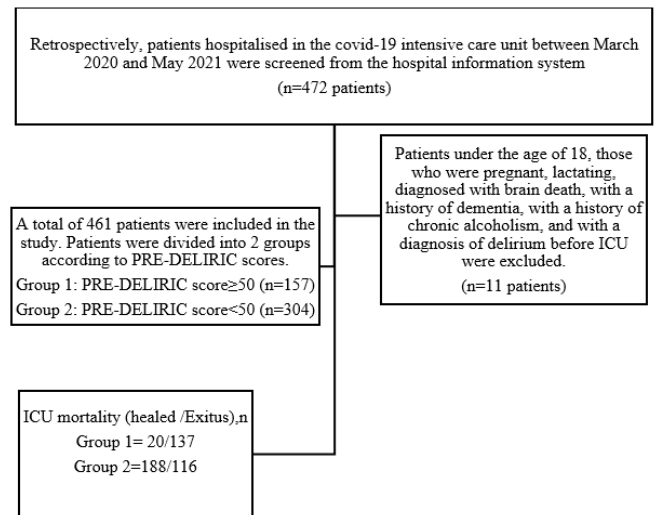 Retrospectively, patients hospitalised in the covid-19 intensive care unit between March
2020 and May 2021 were screened from the hospital information system
(n=472 patients)
Patients under the age of 18, those
who were pregnant, lactating,
diagnosed with brain death, with a
history of dementia, with a history of
chronic alcoholism, and with a
diagnosis of delirium before ICU
were excluded.
(n=11 patients)
A total of 461 patients were included in the
study. Patients were divided into 2 groups
according to PRE-DELIRIC scores.
Group 1: PRE-DELIRIC score≥50 (n=157)
Group 2: PRE-DELIRIC score<50 (n=304)
ICU mortality (healed /Exitus),n
Group 1= 20/137
Group 2=188/116